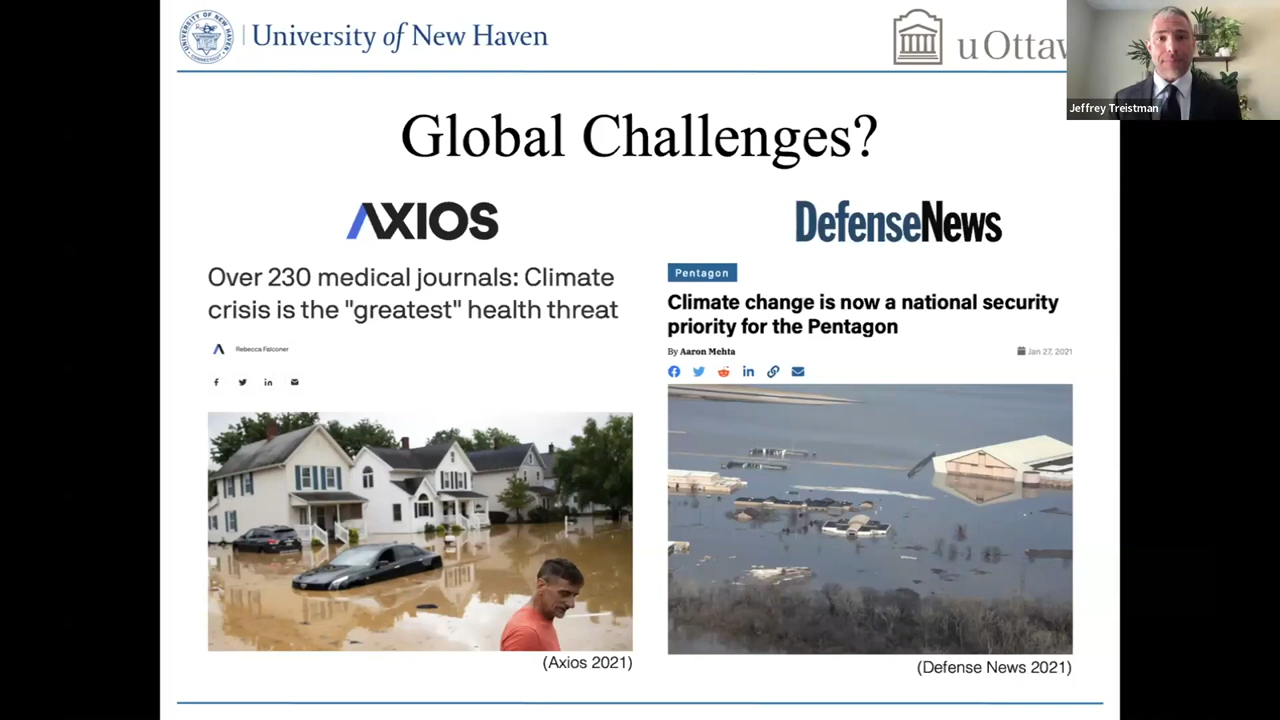 University of New Haven
uOttaw
Jeffrey Treistman
Global Challenges?
AXIOS
Over 230 medical journals: Climate
crisis is the "greatest" health threat
Rebecca Falconer
(Axios 2021)
DefenseNews
Pentagon
Climate change is now a national security
priority for the Pentagon
By Aaron Mehta
Jan 27, 2021
(Defense News 2021)